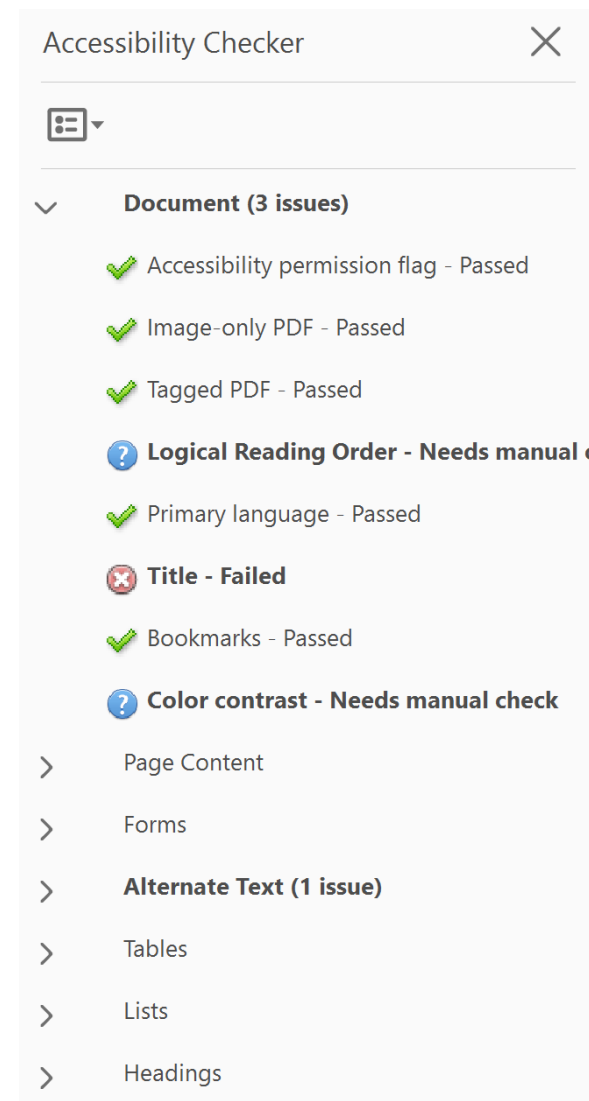 Accessibility Checker
Document (3 issues)
Accessibility permission flag - Passed
Image-only PDF - Passed
Tagged PDF - Passed
Logical Reading Order - Needs manual
Primary language - Passed
Title - Failed
Bookmarks - Passed
Color contrast - Needs manual check
Page Content
Forms
Alternate Text (1 issue)
Tables
Lists
Headings